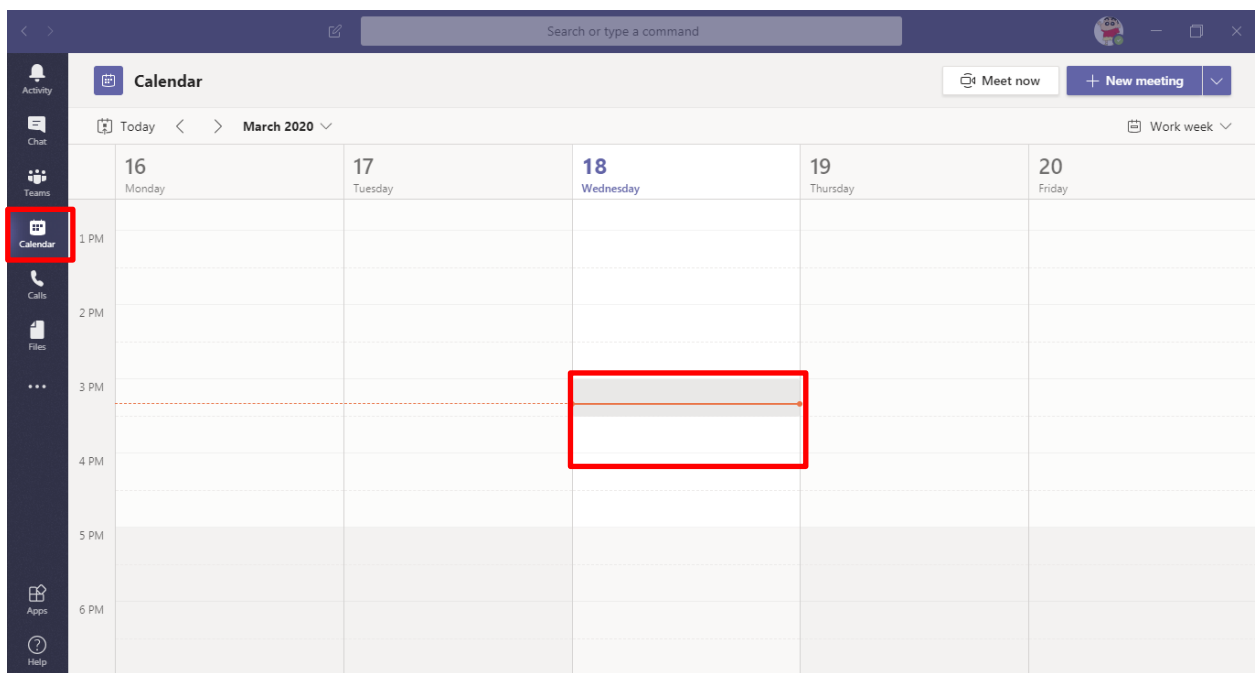 Search or type a command
Activity
Chat
Teams
Calendar
Calls
Files
Apps
Help
Calendar
Meet now
New meeting
Today
March 2020
Work week
16
Monday
17
Tuesday
18
Wednesday
19
Thursday
20
Friday
1 PM
2 PM
3 PM
4 PM
5 PM
6 PM